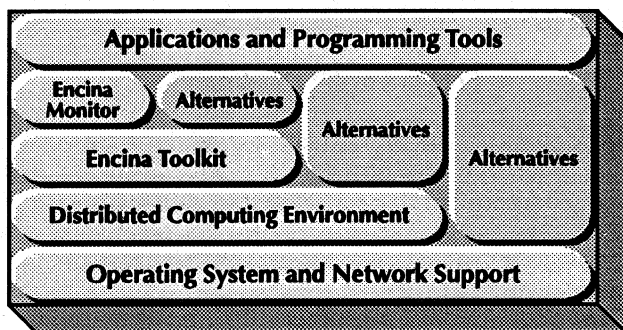 Applications and Programming Tools
Encina
Monitor
Alternatives
Alternatives
Alternatives
Encina Toolkit
Distributed Computing Environment
Operating System and Network Support